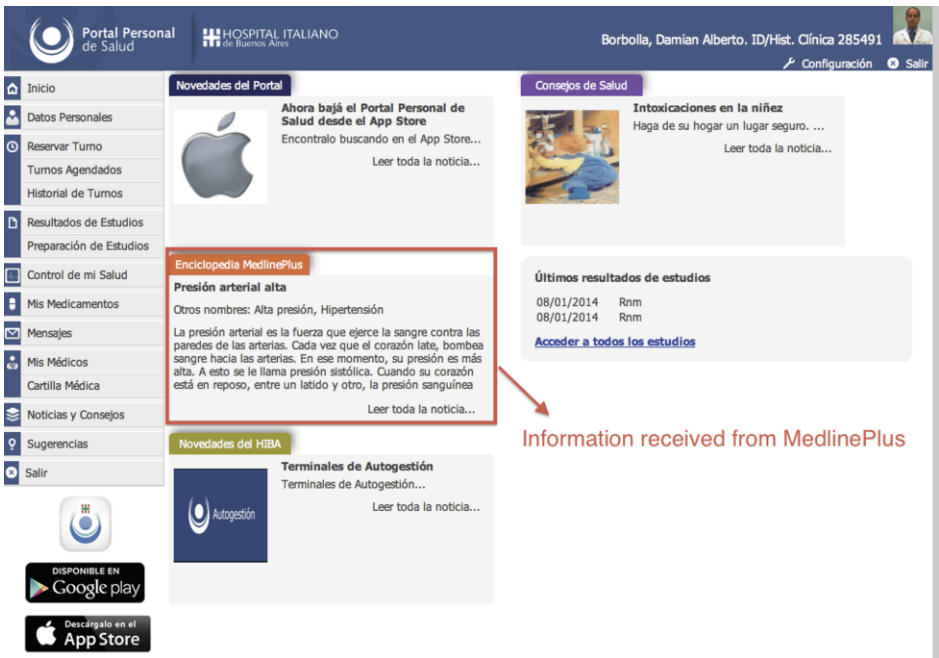 Portal Personal
de Salud
HOSPITAL ITALIANO
de Buenos Aires
Borbolla, Damian Alberto. ID/Hist. Clínica 285491
Configuración
Salir
Inicio
Datos Personales
Reservar Turno
Turnos Agendados
Historial de Turnos
Resultados de Estudios
Preparación de Estudios
Control de mi Salud
Mis Medicamentos
Mensajes
Mis Médicos
Cartilla Médica
Noticias y Consejos
Sugerencias
Salir
DISPONIBLE EN
Google play
Descárgalo en el
App Store
Novedades del Portal
Ahora bajá el Portal Personal de
Salud desde el App Store
Encontralo buscando en el App Store...
Leer toda la noticia...
Enciclopedia MedlinePlus
Presión arterial alta
Otros nombres: Alta presión, Hipertensión
La presión arterial es la fuerza que ejerce la sangre contra las
paredes de las arterias. Cada vez que el corazón late, bombea
sangre hacia las arterias. En ese momento, su presión es más
alta. A esto se le llama presión sistólica. Cuando su corazón
está en reposo, entre un latido y otro, la presión sanguínea
Leer toda la noticia...
Novedades del HIBA
Autogestión
Terminales de Autogestión
Terminales de Autogestión...
Leer toda la noticia...
Consejos de Salud
Intoxicaciones en la niñez
Haga de su hogar un lugar seguro. ...
Leer toda la noticia...
Últimos resultados de estudios
08/01/2014 Rnm
08/01/2014 Rnm
Acceder a todos los estudios
Information received from MedlinePlus